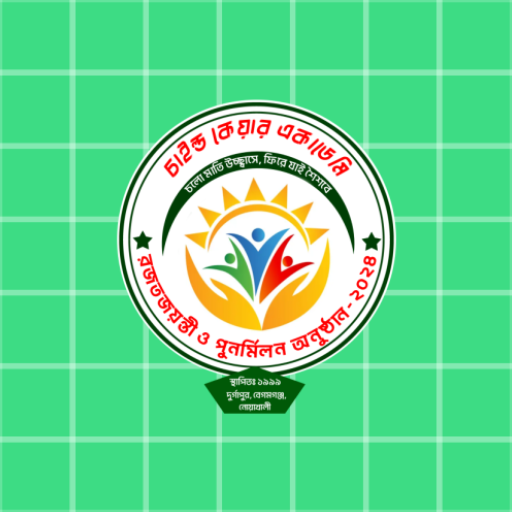 চাইল্ড কেয়ার একাডেমি
চলো মাতি উচ্ছ্বাসে, ফিরে যাই শৈশবে
রজতজয়ন্তী ও পুনর্মিলন অনুষ্ঠান-২০২৪
স্থাপিতঃ ১৯৯৯
দুর্গাপুর, বেগমগঞ্জ,
নোয়াখালী